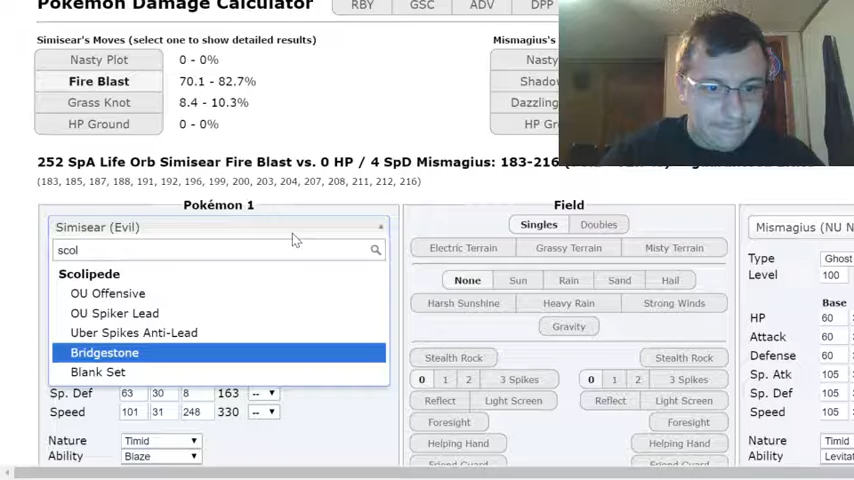 Pokémon Damage Calculator
RBY GSC ADV DPP
Simisear's Moves (select one to show detailed results)
Nasty Plot 0 - 0%
Fire Blast 70.1 - 82.7%
Grass Knot 8.4 - 10.3%
HP Ground 0 - 0%
Mismagius's
Nasty
Shadow
Dazzling
HP Gr
252 SpA Life Orb Simisear Fire Blast vs. 0 HP / 4 SpD Mismagius: 183-216
(183, 185, 187, 188, 191, 192, 196, 199, 200, 203, 204, 207, 208, 211, 212, 216)
Pokémon 1
Simisear (Evil)
scol
Scolipede
OU Offensive
OU Spiker Lead
Uber Spikes Anti-Lead
Bridgestone
Blank Set
Sp. Def 63 30 8 163 --
Speed 101 31 248 330 --
Nature Timid
Ability Blaze
Field
Singles Doubles
Electric Terrain Grassy Terrain Misty Terrain
None Sun Rain Sand Hail
Harsh Sunshine Heavy Rain Strong Winds
Gravity
Stealth Rock Stealth Rock
0 1 2 3 Spikes 0 1 2 3 Spikes
Reflect Light Screen Reflect Light Screen
Foresight Foresight
Helping Hand Helping Hand
Friend Guard Friend Guard
Mismagius (NU N
Type Ghost
Level 100
Base
HP 60
Attack 60
Defense 60
Sp. Atk 105
Sp. Def 105
Speed 105
Nature Timid
Ability Levitat